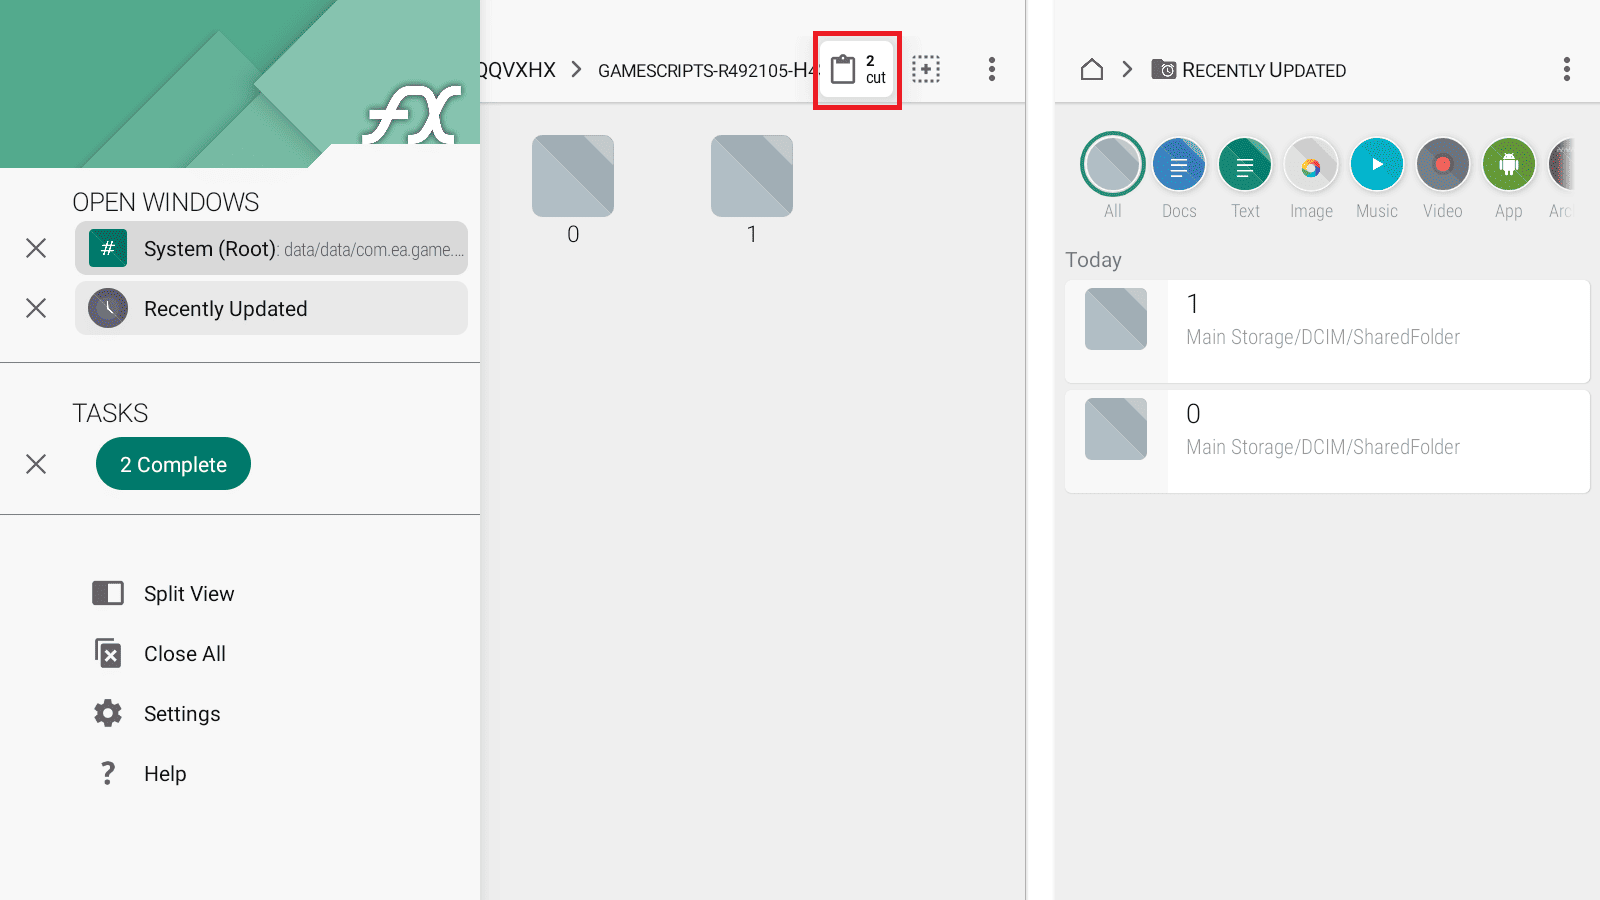 fX
OPEN WINDOWS
# System (Root): data/data/com.ea.game....
Recently Updated
TASKS
2 Complete
Split View
Close All
Settings
? Help
QQVXHX > GAMESCRIPTS-R492105-H4
2
cut
0
1
RECENTLY UPDATED
All
Docs
Text
Image
Music
Video
App
Arc
Today
1
Main Storage/DCIM/SharedFolder
0
Main Storage/DCIM/SharedFolder